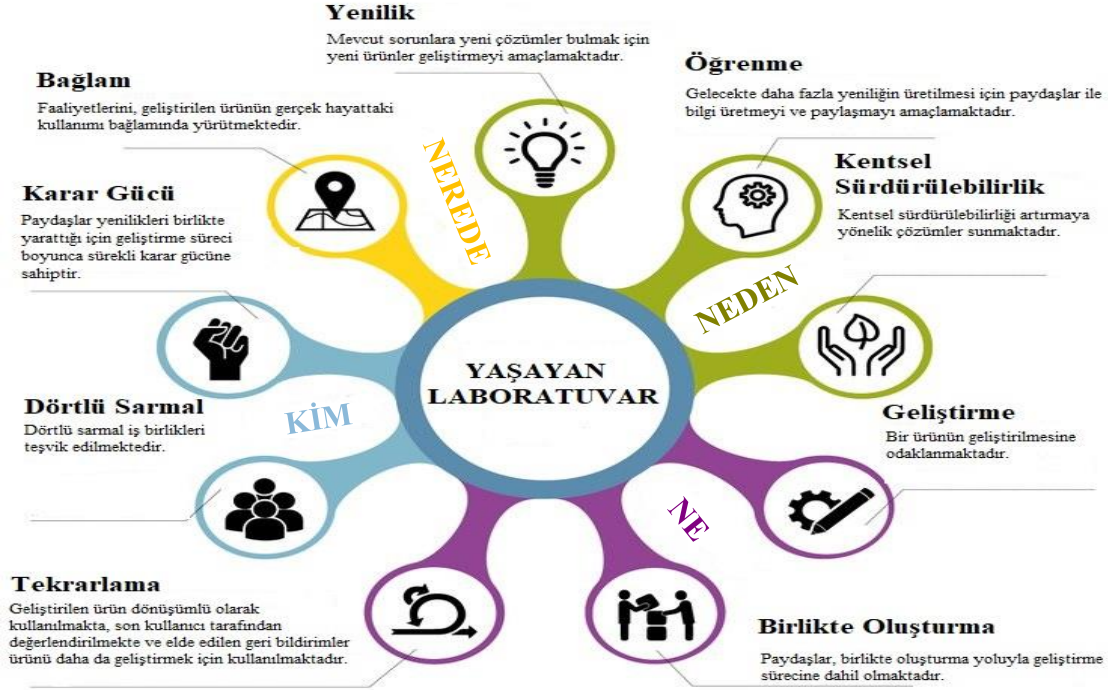 Yenilik
Mevcut sorunlara yeni çözümler bulmak için
yeni ürünler geliştirmeyi amaçlamaktadır.
Öğrenme
Gelecekte daha fazla yeniliğin üretilmesi için paydaşlar ile
bilgi üretmeyi ve paylaşmayı amaçlamaktadır.
Kentsel
Sürdürülebilirlik
Kentsel sürdürülebilirliği artırmaya
yönelik çözümler sunmaktadır.
NEDEN
Geliştirme
Bir ürünün geliştirilmesine
odaklanmaktadır.
NE
Birlikte Oluşturma
Paydaşlar, birlikte oluşturma yoluyla geliştirme
sürecine dahil olmaktadır.
Tekrarlama
Geliştirilen ürün dönüşümlü olarak
kullanılmakta, son kullanıcı tarafından
değerlendirilmekte ve elde edilen geri bildirimler
ürünü daha da geliştirmek için kullanılmaktadır.
Dörtlü Sarmal
Dörtlü sarmal iş birlikleri
teşvik edilmektedir.
KİM
Karar Gücü
Paydaşlar yenilikleri birlikte
yarattığı için geliştirme süreci
boyunca sürekli karar gücüne
sahiptir.
Bağlam
Faaliyetlerini, geliştirilen ürünün gerçek hayattaki
kullanımı bağlamında yürütmektedir.
NEREDE
YAŞAYAN
LABORATUVAR